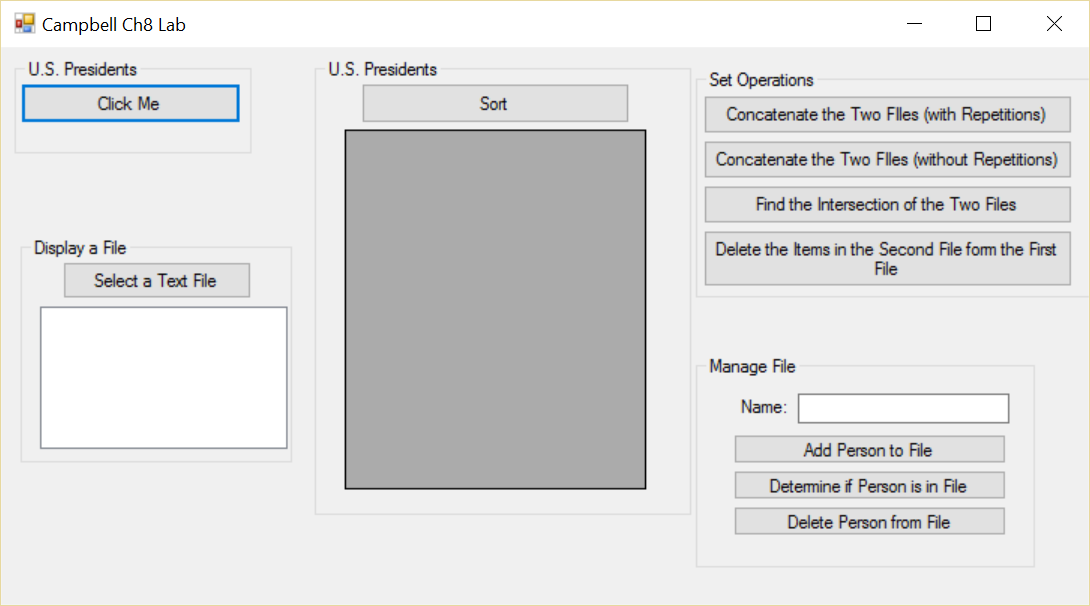 Campbell Ch8 Lab
U.S. Presidents
Click Me
Display a File
Select a Text File
U.S. Presidents
Sort
Set Operations
Concatenate the Two FIles (with Repetitions)
Concatenate the Two FIles (without Repetitions)
Find the Intersection of the Two Files
Delete the Items in the Second File form the First
File
Manage File
Name:
Add Person to File
Determine if Person is in File
Delete Person from File